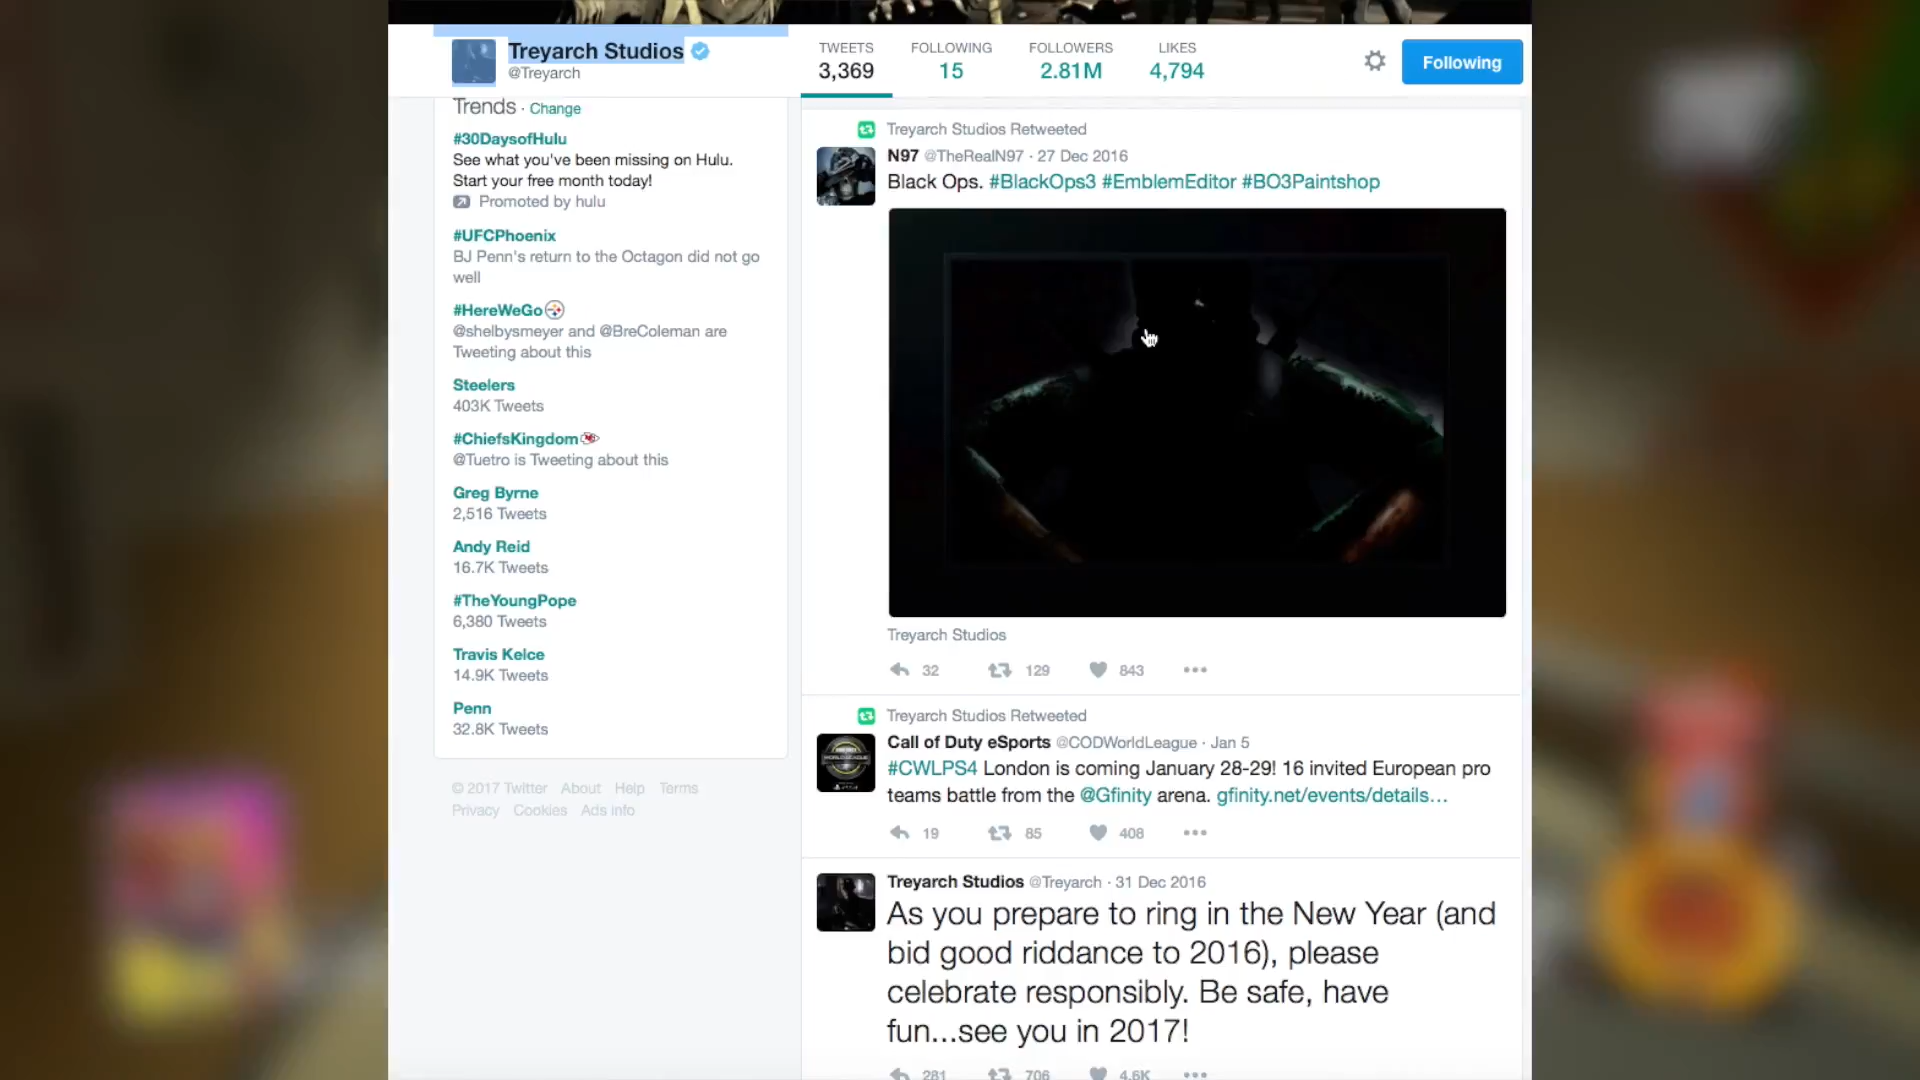 Treyarch Studios
@Treyarch
TWEETS
3,369
FOLLOWING
15
FOLLOWERS
2.81M
LIKES
4,794
Following
Trends · Change
#30DaysofHulu
See what you've been missing on Hulu.
Start your free month today!
Promoted by hulu
#UFCPhoenix
BJ Penn's return to the Octagon did not go
well
#HereWeGo
@shelbysmeyer and @BreColeman are
Tweeting about this
Steelers
403K Tweets
#ChiefsKingdom
@Tuetro is Tweeting about this
Greg Byrne
2,516 Tweets
Andy Reid
16.7K Tweets
#TheYoungPope
6,380 Tweets
Travis Kelce
14.9K Tweets
Penn
32.8K Tweets
© 2017 Twitter About Help Terms
Privacy Cookies Ads info
Treyarch Studios Retweeted
N97 @TheRealN97 · 27 Dec 2016
Black Ops. #BlackOps3 #EmblemEditor #BO3Paintshop
Treyarch Studios
32 129 843
Treyarch Studios Retweeted
Call of Duty eSports @CODWorldLeague · Jan 5
#CWLPS4 London is coming January 28-29! 16 invited European pro
teams battle from the @Gfinity arena. gfinity.net/events/details…
19 85 408
Treyarch Studios @Treyarch · 31 Dec 2016
As you prepare to ring in the New Year (and
bid good riddance to 2016), please
celebrate responsibly. Be safe, have
fun...see you in 2017!
281 706 4.6K